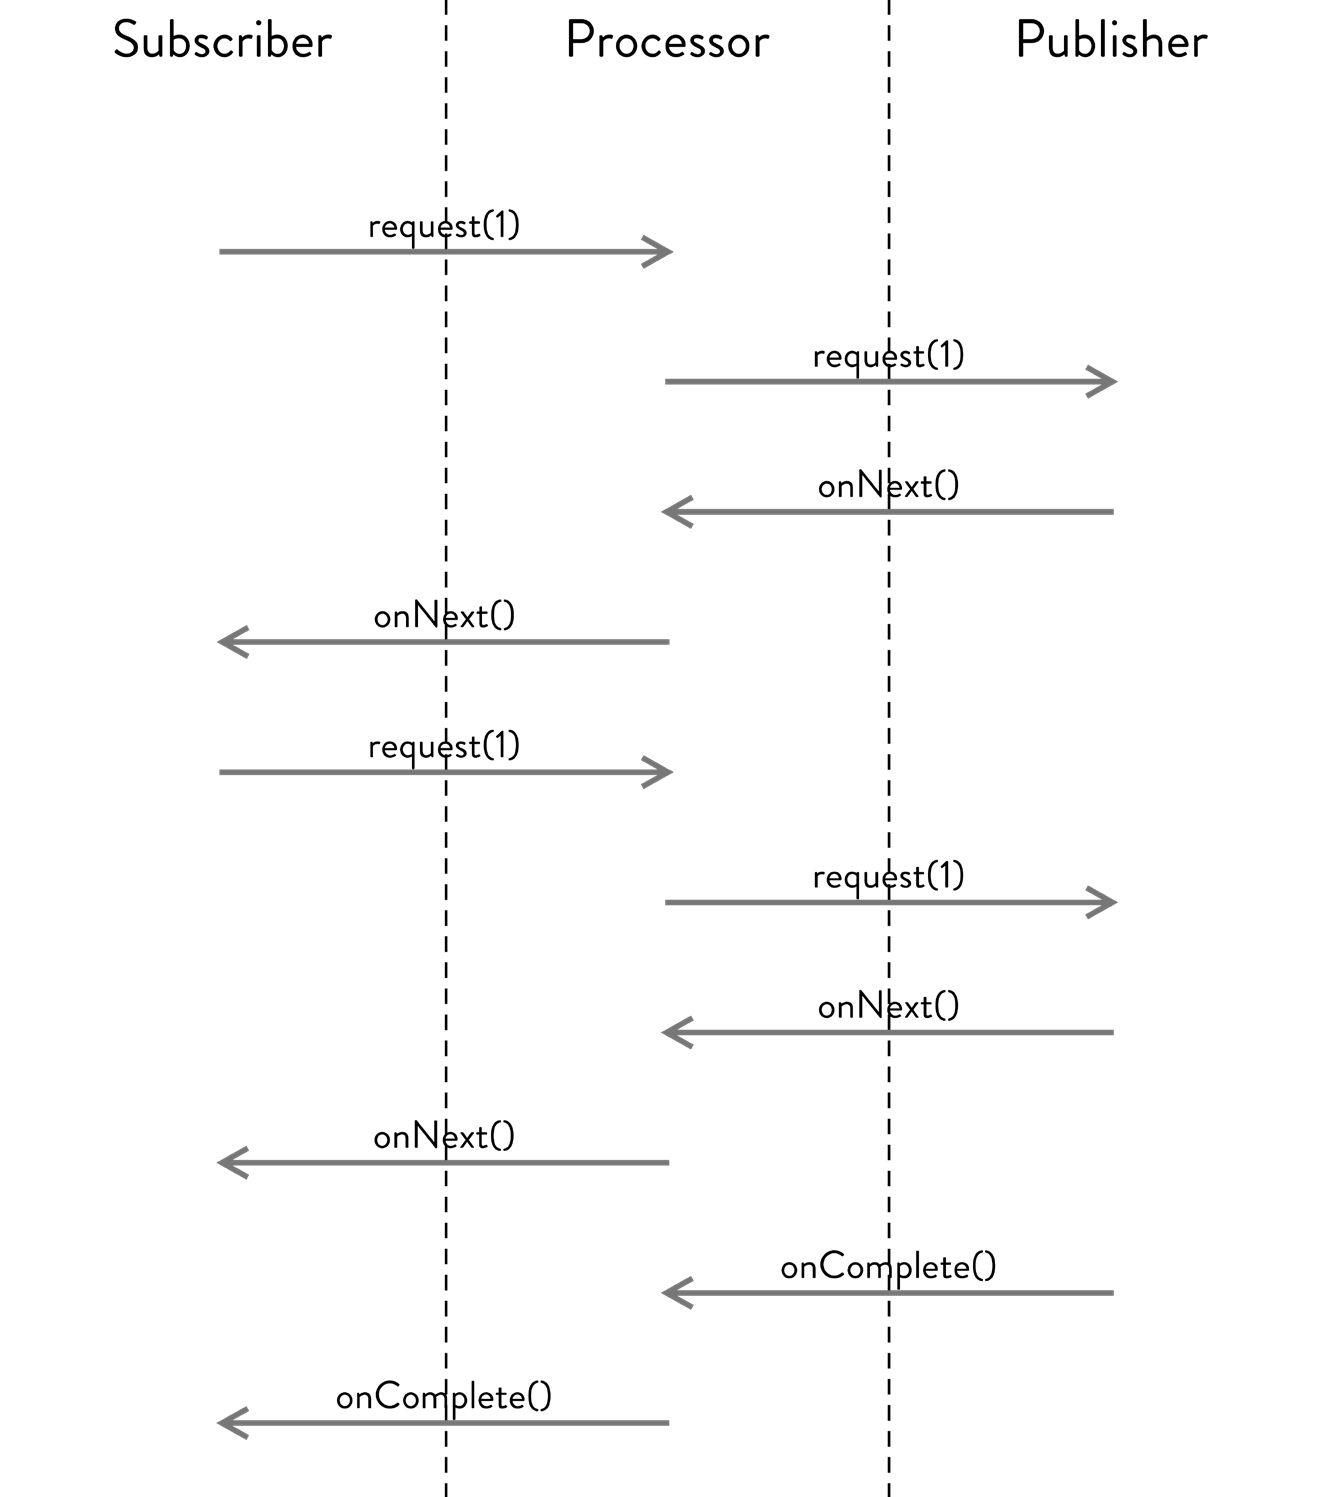 Subscriber Processor Publisher
request(1)
request(1)
onNext()
onNext()
request(1)
request(1)
onNext()
onNext()
onComplete()
onComplete()